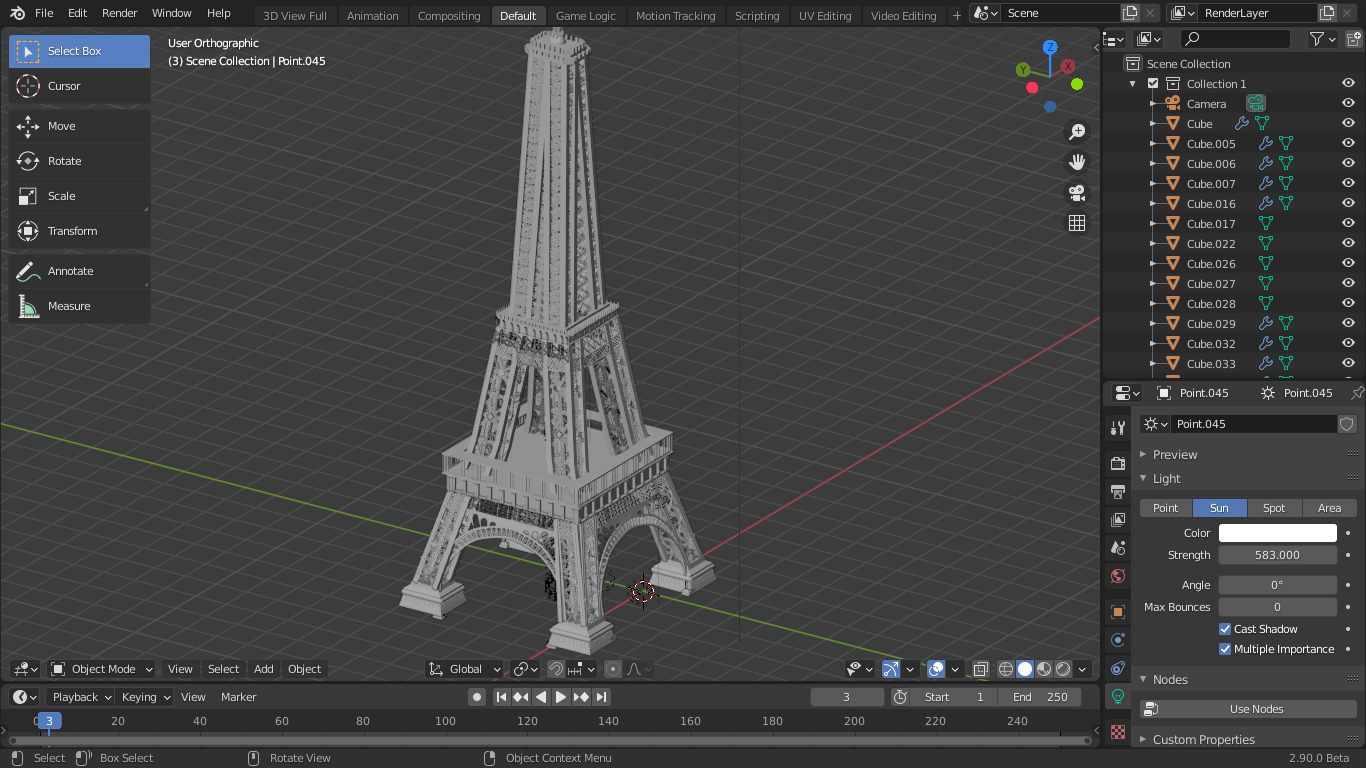 File Edit Render Window Help 3D View Full Animation Compositing Default Game Logic Motion Tracking Scripting UV Editing Video Editing + Scene RenderLayer
Select Box
Cursor
Move
Rotate
Scale
Transform
Annotate
Measure
User Orthographic
(3) Scene Collection | Point.045
Z
Y
X
Scene Collection
Collection 1
Camera
Cube
Cube.005
Cube.006
Cube.007
Cube.016
Cube.017
Cube.022
Cube.026
Cube.027
Cube.028
Cube.029
Cube.032
Cube.033
Point.045 Point.045
Point.045
Preview
Light
Point Sun Spot Area
Color
Strength 583.000
Angle 0°
Max Bounces 0
Cast Shadow
Multiple Importance
Nodes
Use Nodes
Custom Properties
Object Mode View Select Add Object Global
Playback Keying View Marker 3 Start 1 End 250
0 3 20 40 60 80 100 120 140 160 180 200 220 240
Select Box Select Rotate View Object Context Menu 2.90.0 Beta